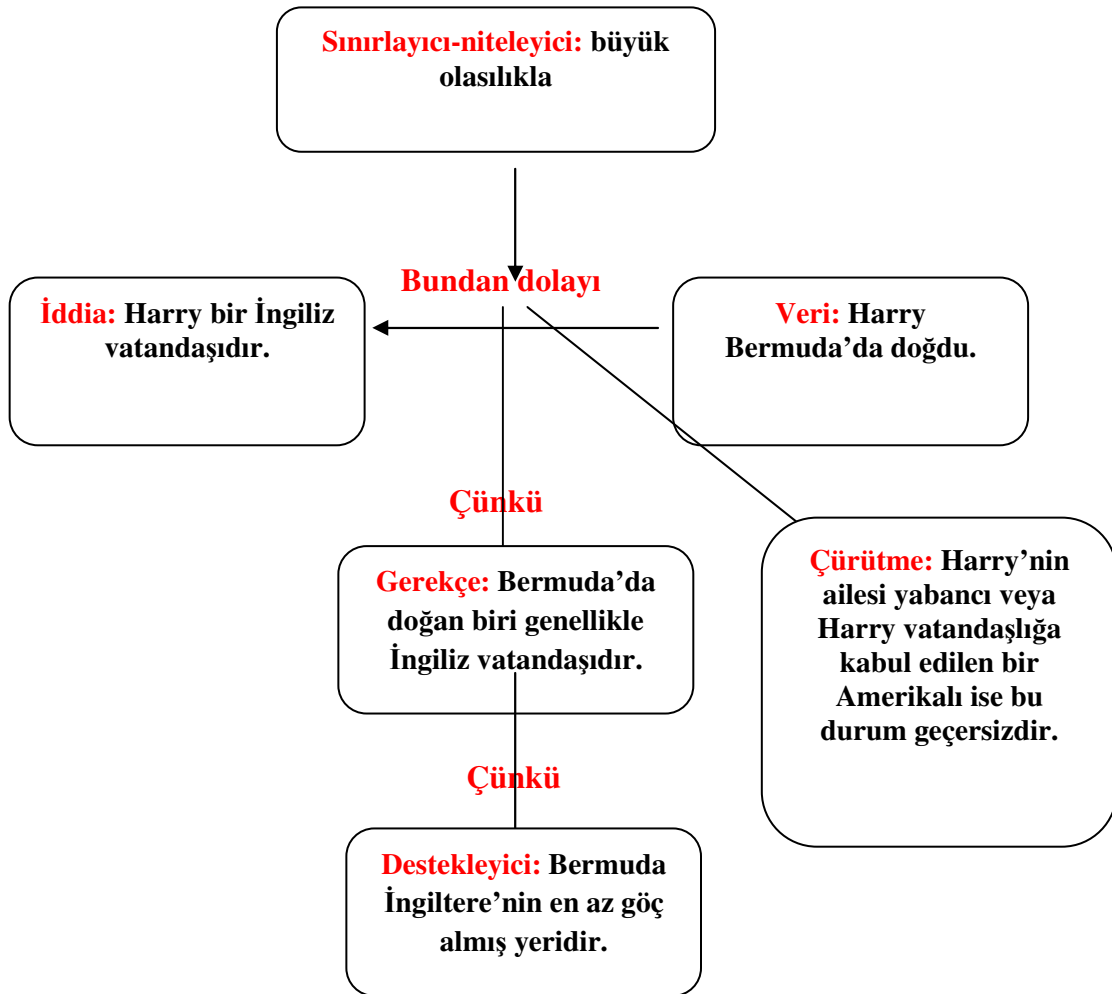 Sınırlayıcı-niteleyici: büyük
olasılıkla
Bundan dolayı
İddia: Harry bir İngiliz
vatandaşıdır.
Veri: Harry
Bermuda’da doğdu.
Çünkü
Gerekçe: Bermuda’da
doğan biri genellikle
İngiliz vatandaşıdır.
Çürütme: Harry’nin
ailesi yabancı veya
Harry vatandaşlığa
kabul edilen bir
Amerikalı ise bu
durum geçersizdir.
Çünkü
Destekleyici: Bermuda
İngiltere’nin en az göç
almış yeridir.